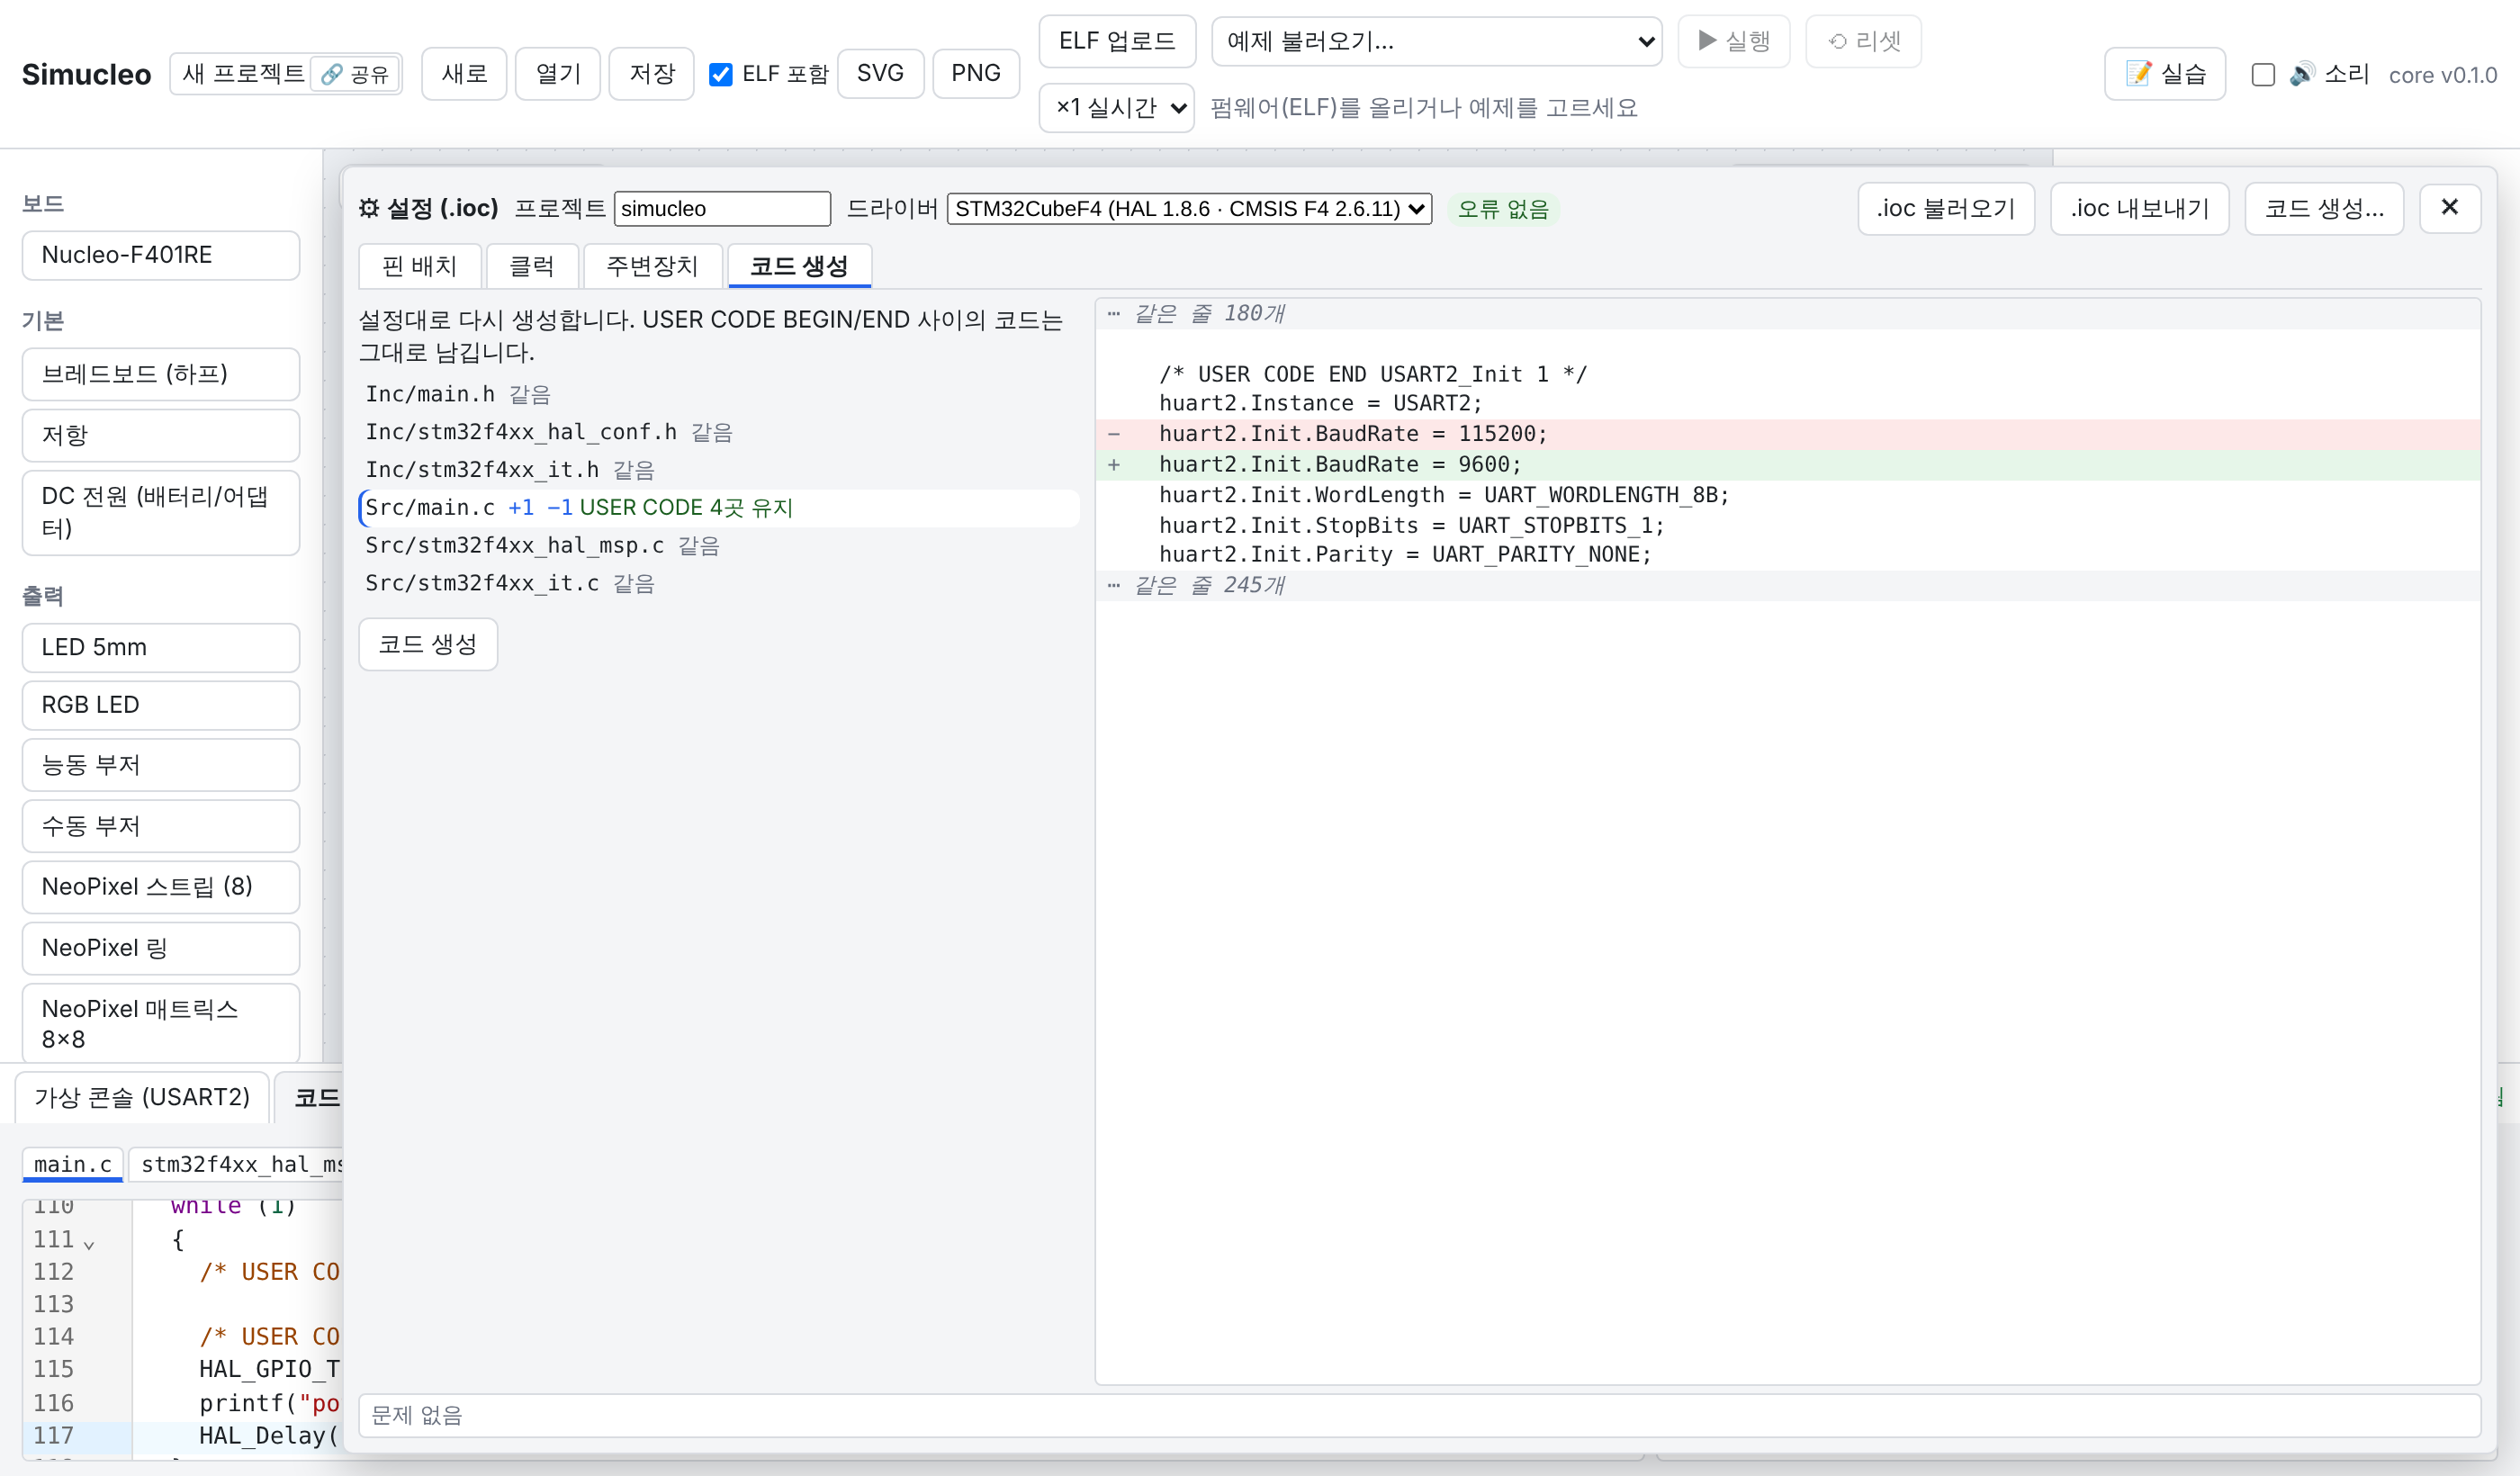 Simucleo
새 프로젝트 🔗 공유
새로
열기
저장
ELF 포함
SVG
PNG
ELF 업로드
예제 불러오기...
▶ 실행
⟲ 리셋
×1 실시간
펌웨어(ELF)를 올리거나 예제를 고르세요
📝 실습
🔊 소리
core v0.1.0
보드
Nucleo-F401RE
기본
브레드보드 (하프)
저항
DC 전원 (배터리/어댑
터)
출력
LED 5mm
RGB LED
능동 부저
수동 부저
NeoPixel 스트립 (8)
NeoPixel 링
NeoPixel 매트릭스
8×8
⚙ 설정 (.ioc)
프로젝트 simucleo
드라이버 STM32CubeF4 (HAL 1.8.6 · CMSIS F4 2.6.11)
오류 없음
.ioc 불러오기
.ioc 내보내기
코드 생성...
✕
핀 배치
클럭
주변장치
코드 생성
설정대로 다시 생성합니다. USER CODE BEGIN/END 사이의 코드는
그대로 남깁니다.
Inc/main.h 같음
Inc/stm32f4xx_hal_conf.h 같음
Inc/stm32f4xx_it.h 같음
Src/main.c +1 −1 USER CODE 4곳 유지
Src/stm32f4xx_hal_msp.c 같음
Src/stm32f4xx_it.c 같음
코드 생성
⋯ 같은 줄 180개
/* USER CODE END USART2_Init 1 */
huart2.Instance = USART2;
− huart2.Init.BaudRate = 115200;
+ huart2.Init.BaudRate = 9600;
huart2.Init.WordLength = UART_WORDLENGTH_8B;
huart2.Init.StopBits = UART_STOPBITS_1;
huart2.Init.Parity = UART_PARITY_NONE;
⋯ 같은 줄 245개
문제 없음
가상 콘솔 (USART2)
코드
main.c
stm32f4xx_hal_ms
110 while (1)
111 {
112 /* USER CO
113
114 /* USER CO
115 HAL_GPIO_T
116 printf("po
117 HAL_Delay(